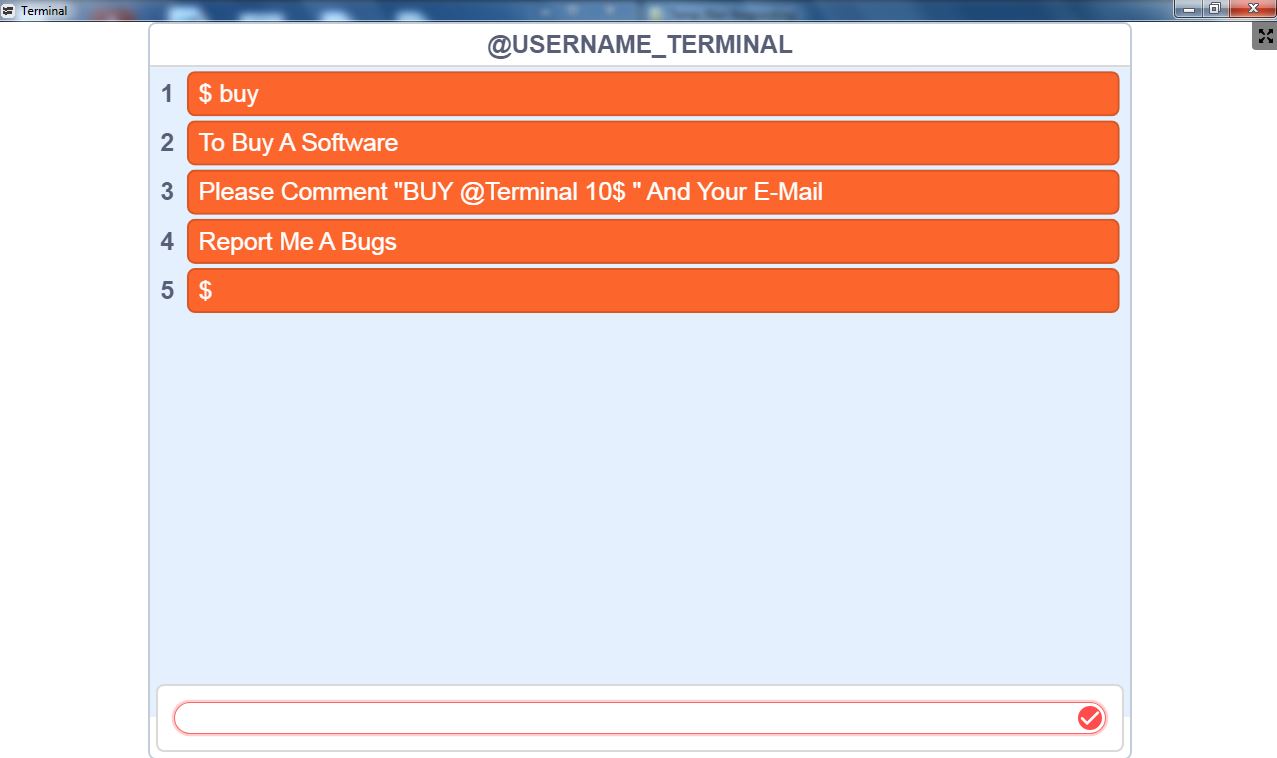 Terminal
@USERNAME_TERMINAL
1 $ buy
2 To Buy A Software
3 Please Comment "BUY @Terminal 10$ " And Your E-Mail
4 Report Me A Bugs
5 $